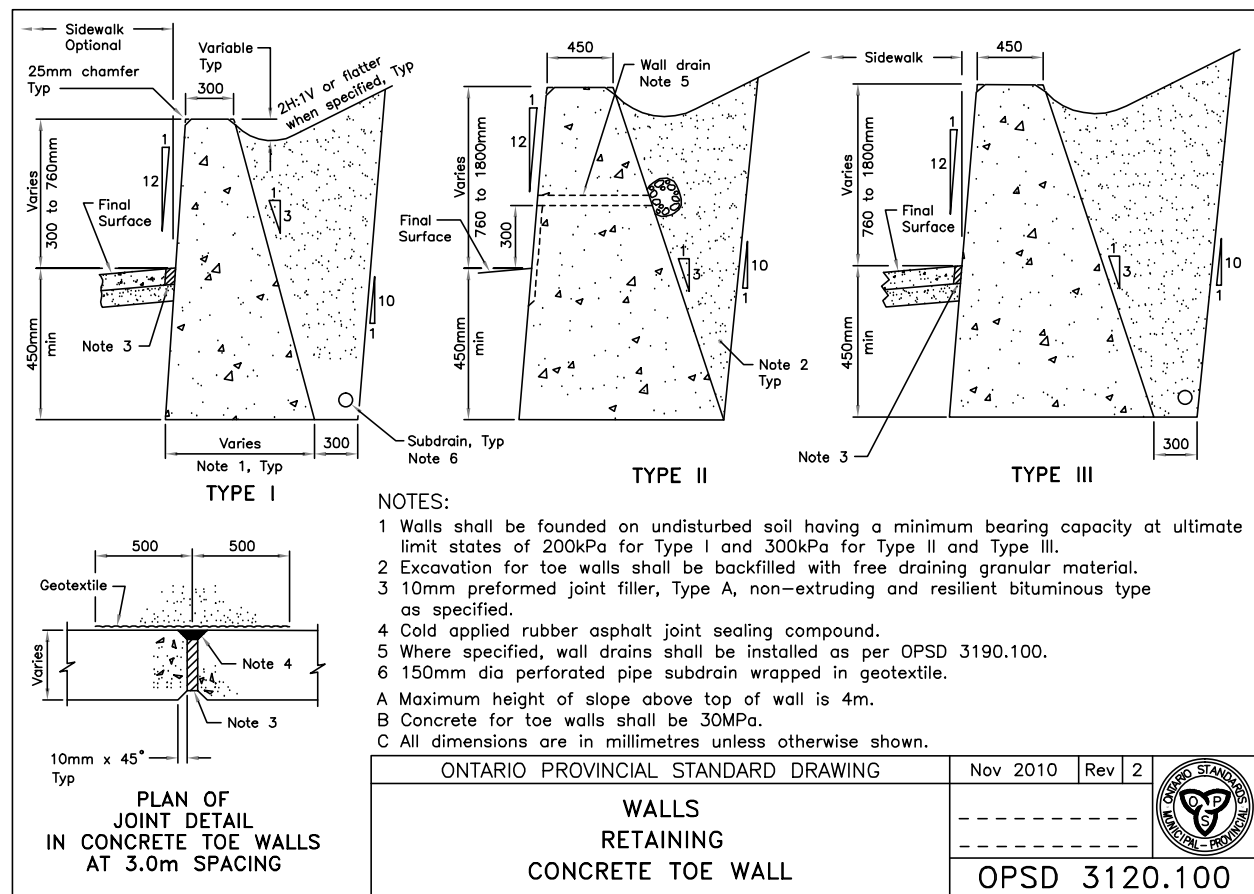 Sidewalk
Optional
25mm chamfer
Typ
Variable
Typ
300
2H:1V or flatter
when specified, Typ
Varies
300 to 760mm
1
12
Final
Surface
1
3
10
1
450mm
min
Note 3
Varies
Note 1, Typ
300
Subdrain, Typ
Note 6
TYPE I
450
Wall drain
Note 5
1
12
Varies
760 to 1800mm
Final
Surface
300
1
3
10
1
450mm
min
Note 2
Typ
TYPE II
Sidewalk
450
Varies
760 to 1800mm
1
12
Final
Surface
1
3
10
1
450mm
min
Note 3
300
TYPE III
500
500
Geotextile
Varies
Note 4
Note 3
10mm x 45°
Typ
PLAN OF
JOINT DETAIL
IN CONCRETE TOE WALLS
AT 3.0m SPACING
NOTES:
1 Walls shall be founded on undisturbed soil having a minimum bearing capacity at ultimate
limit states of 200kPa for Type I and 300kPa for Type II and Type III.
2 Excavation for toe walls shall be backfilled with free draining granular material.
3 10mm preformed joint filler, Type A, non-extruding and resilient bituminous type
as specified.
4 Cold applied rubber asphalt joint sealing compound.
5 Where specified, wall drains shall be installed as per OPSD 3190.100.
6 150mm dia perforated pipe subdrain wrapped in geotextile.
A Maximum height of slope above top of wall is 4m.
B Concrete for toe walls shall be 30MPa.
C All dimensions are in millimetres unless otherwise shown.
ONTARIO PROVINCIAL STANDARD DRAWING
Nov 2010
Rev
2
WALLS
RETAINING
CONCRETE TOE WALL
ONTARIO STANDARDS
MUNICIPAL-PROVINCIAL
O P
S
OPSD 3120.100